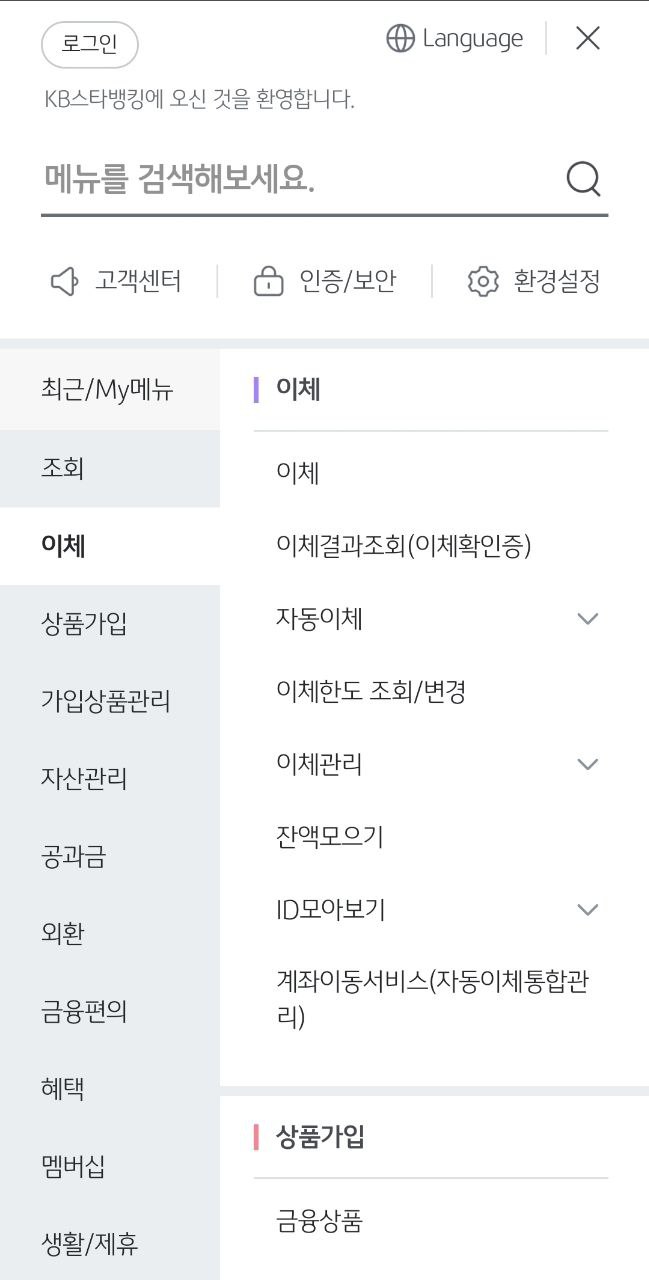 로그인
Language
KB스타뱅킹에 오신 것을 환영합니다.
메뉴를 검색해보세요.
고객센터
인증/보안
환경설정
최근/My메뉴
조회
이체
상품가입
가입상품관리
자산관리
공과금
외환
금융편의
혜택
멤버십
생활/제휴
이체
이체
이체결과조회(이체확인증)
자동이체
이체한도 조회/변경
이체관리
잔액모으기
ID모아보기
계좌이동서비스(자동이체통합관
리)
상품가입
금융상품